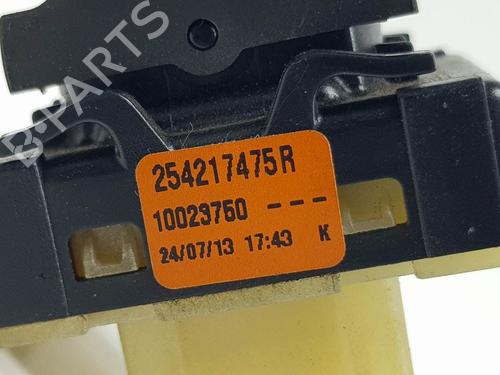 B-PARTS
254217475R
10023760 ---
24/07/13 17:43 K